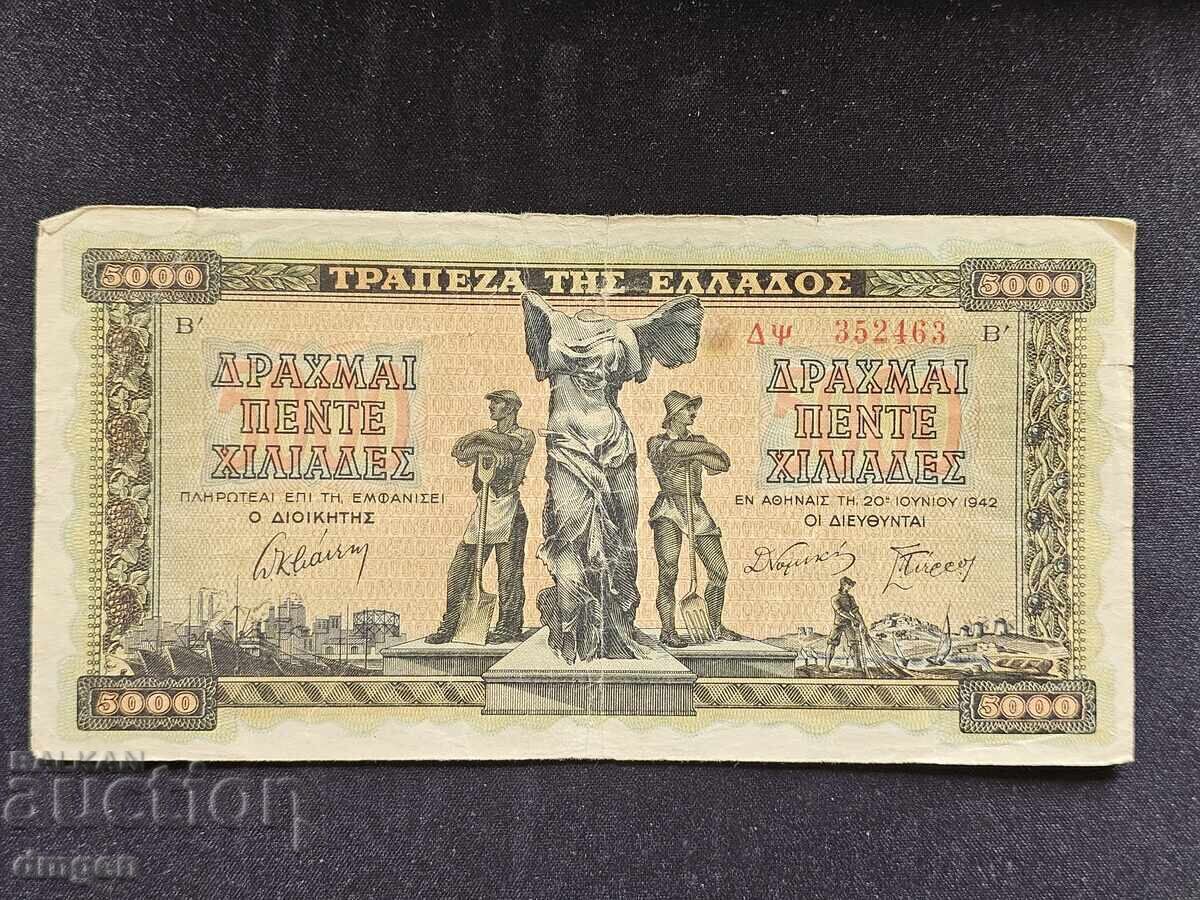 5000 ΤΡΑΠΕΖΑ ΤΗΣ ΕΛΛΑΔΟΣ 5000
Β' ΔΨ 352463 Β'
ΔΡΑΧΜΑΙ
ΠΕΝΤΕ
ΧΙΛΙΑΔΕΣ
ΠΛΗΡΩΤΕΑΙ ΕΠΙ ΤΗ, ΕΜΦΑΝΙΣΕΙ
Ο ΔΙΟΙΚΗΤΗΣ
ΔΡΑΧΜΑΙ
ΠΕΝΤΕ
ΧΙΛΙΑΔΕΣ
ΕΝ ΑΘΗΝΑΙΣ ΤΗ, 20ᵍ ΙΟΥΝΙΟΥ 1942
ΟΙ ΔΙΕΥΘΥΝΤΑΙ
5000 5000
BALKAN
auction
dmgen